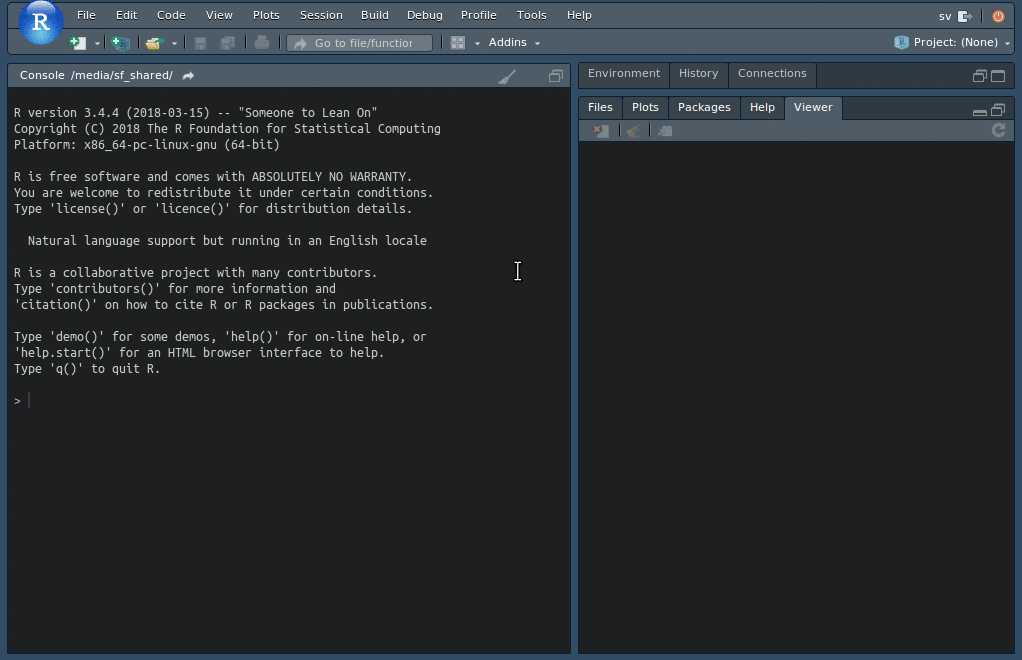 R
File Edit Code View Plots Session Build Debug Profile Tools Help
sv
Go to file/function
Addins
R Project: (None)
Console /media/sf_shared/
Environment History Connections
Files Plots Packages Help Viewer
R version 3.4.4 (2018-03-15) -- "Someone to Lean On"
Copyright (C) 2018 The R Foundation for Statistical Computing
Platform: x86_64-pc-linux-gnu (64-bit)
R is free software and comes with ABSOLUTELY NO WARRANTY.
You are welcome to redistribute it under certain conditions.
Type 'license()' or 'licence()' for distribution details.
Natural language support but running in an English locale
R is a collaborative project with many contributors.
Type 'contributors()' for more information and
'citation()' on how to cite R or R packages in publications.
Type 'demo()' for some demos, 'help()' for on-line help, or
'help.start()' for an HTML browser interface to help.
Type 'q()' to quit R.
>